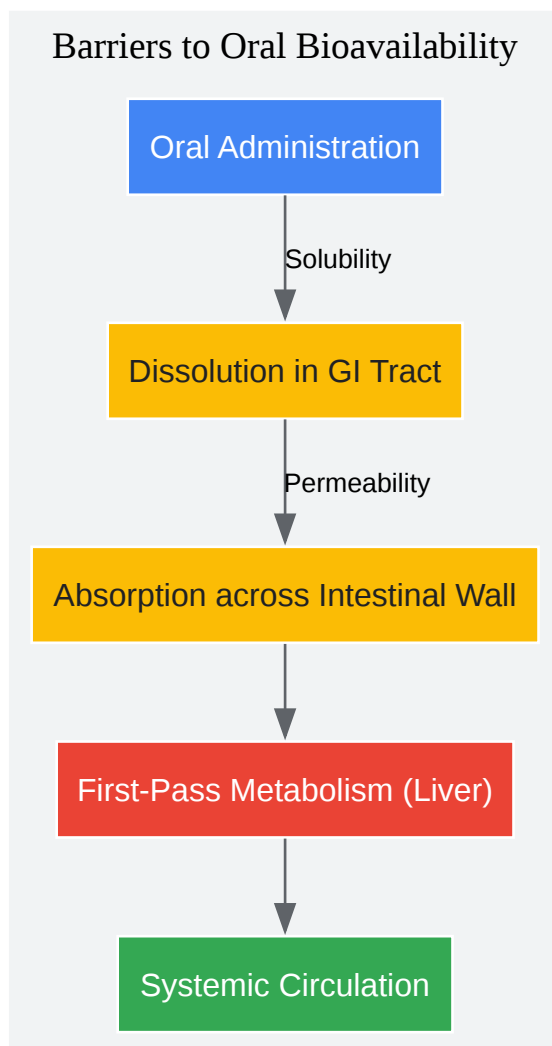 Barriers to Oral Bioavailability
Oral Administration
Solubility
Dissolution in GI Tract
Permeability
Absorption across Intestinal Wall
First-Pass Metabolism (Liver)
Systemic Circulation